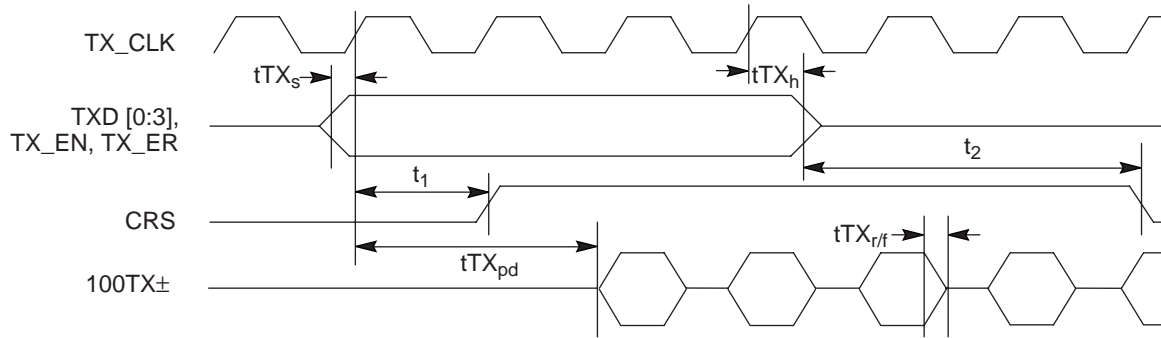 TX_CLK
tTXs
tTXh
TXD [0:3],
TX_EN, TX_ER
t1
t2
CRS
tTXpd
tTXr/f
100TX±